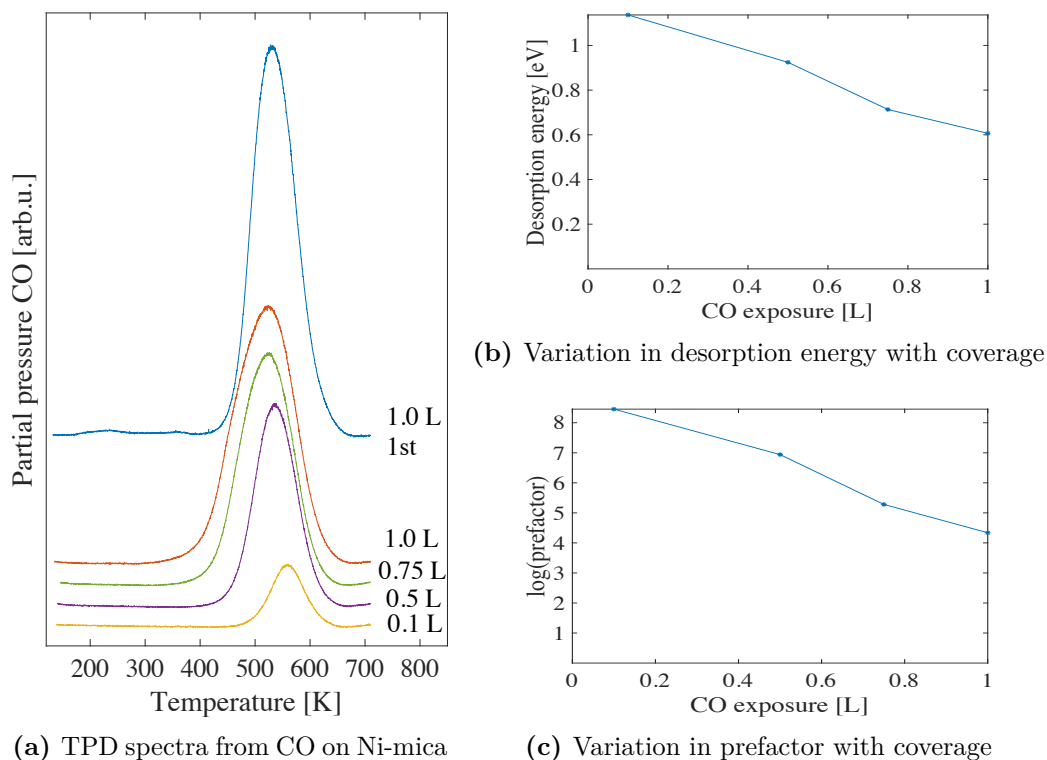 Partial pressure CO [arb.u.]
1.0 L
1st
1.0 L
0.75 L
0.5 L
0.1 L
200 300 400 500 600 700 800
Temperature [K]
(a) TPD spectra from CO on Ni-mica
Desorption energy [eV]
1
0.8
0.6
0.4
0.2
0 0.2 0.4 0.6 0.8 1
CO exposure [L]
(b) Variation in desorption energy with coverage
log(prefactor)
8
7
6
5
4
3
2
1
0 0.2 0.4 0.6 0.8 1
CO exposure [L]
(c) Variation in prefactor with coverage